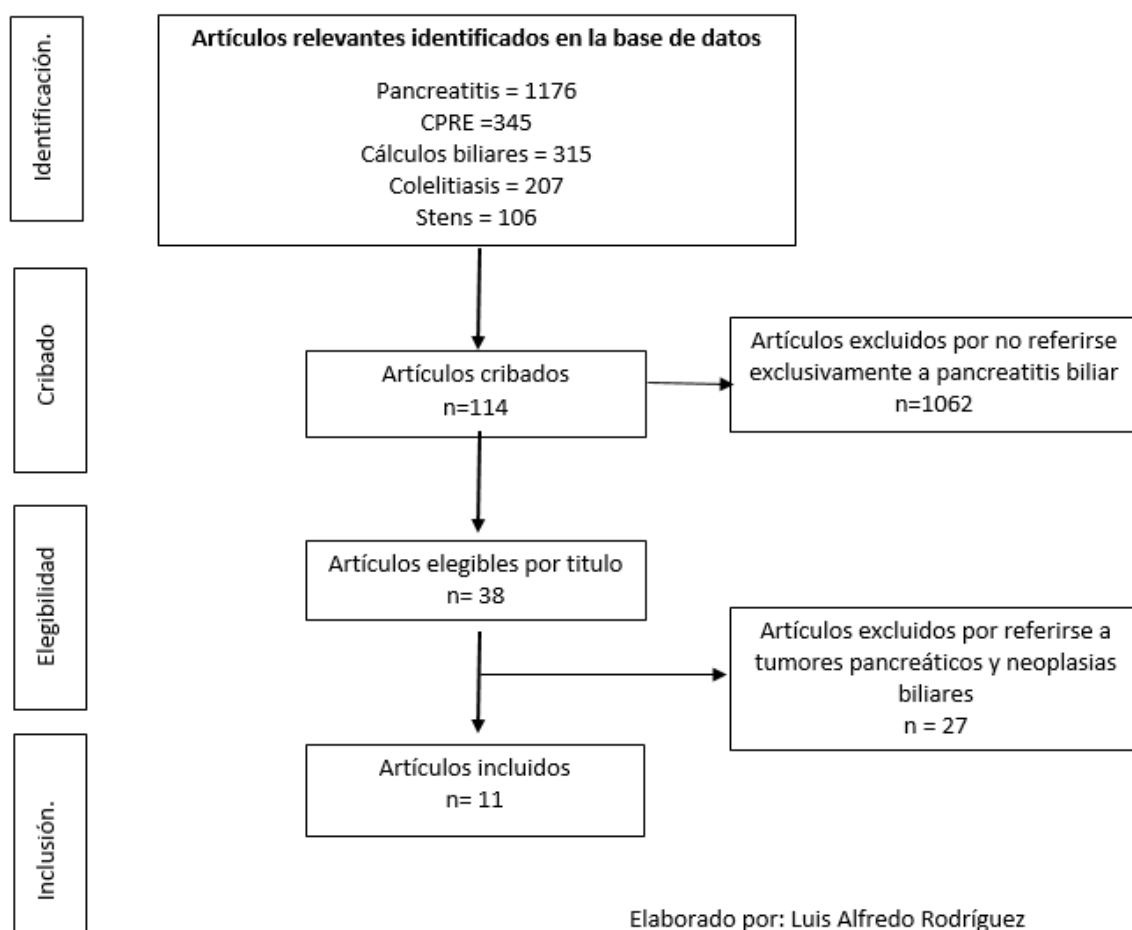 Identificación.
Artículos relevantes identificados en la base de datos
Pancreatitis = 1176
CPRE =345
Cálculos biliares = 315
Colelitiasis = 207
Stens = 106
Cribado
Artículos cribados
n=114
Artículos excluidos por no referirse
exclusivamente a pancreatitis biliar
n=1062
Elegibilidad
Artículos elegibles por titulo
n= 38
Artículos excluidos por referirse a
tumores pancreáticos y neoplasias
biliares
n = 27
Inclusión.
Artículos incluidos
n= 11
Elaborado por: Luis Alfredo Rodríguez